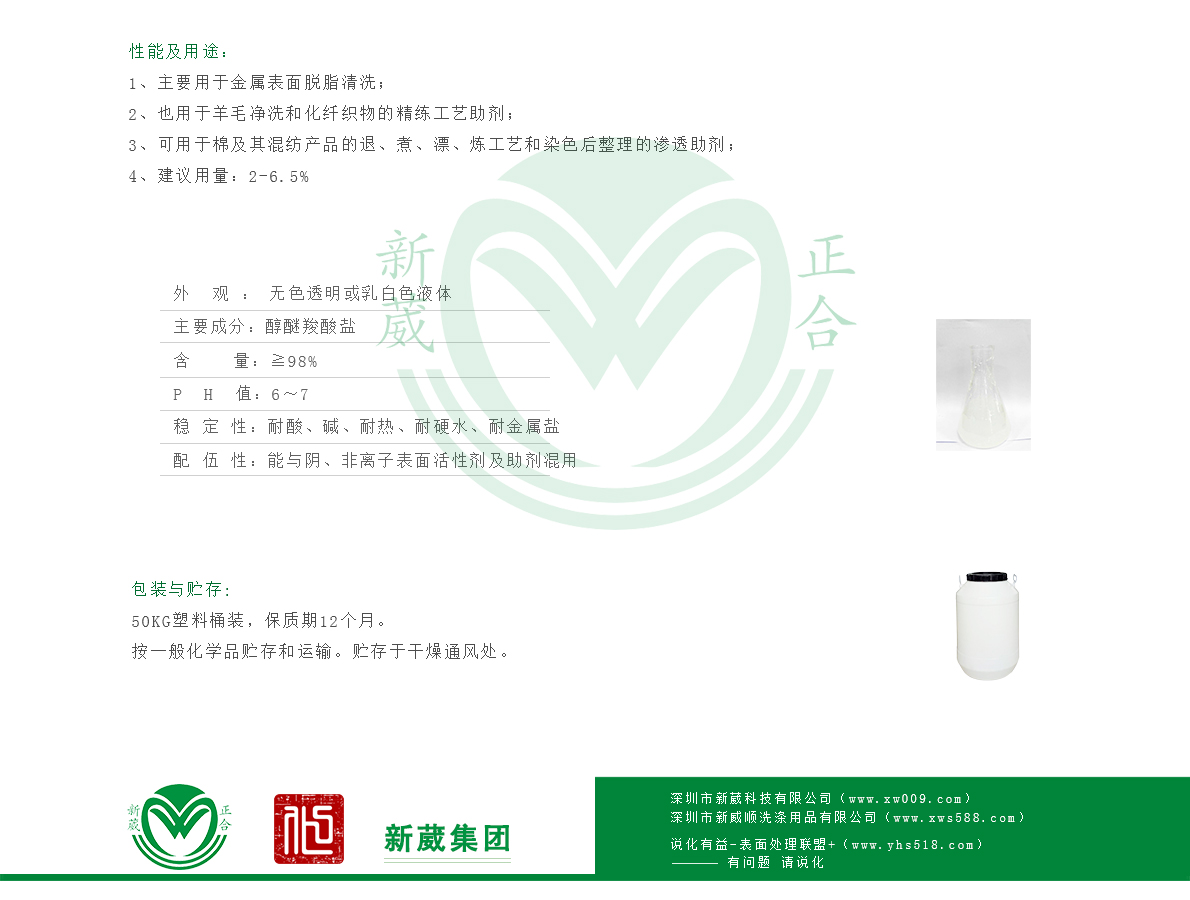 性能及用途：
1、主要用于金属表面脱脂清洗；
2、也用于羊毛净洗和化纤织物的精练工艺助剂；
3、可用于棉及其混纺产品的退、煮、漂、炼工艺和染色后整理的渗透助剂；
4、建议用量：2-6.5%
新葳
正合
外 观 ： 无色透明或乳白色液体
主要成分：醇醚羧酸盐
含 量：≧98%
P H 值：6～7
稳 定 性：耐酸、碱、耐热、耐硬水、耐金属盐
配 伍 性：能与阴、非离子表面活性剂及助剂混用
包装与贮存:
50KG塑料桶装，保质期12个月。
按一般化学品贮存和运输。贮存于干燥通风处。
新葳
正合
新葳集团
深圳市新葳科技有限公司（www.xw009.com）
深圳市新威顺洗涤用品有限公司（www.xws588.com）
说化有益-表面处理联盟+（www.yhs518.com）
—— 有问题 请说化